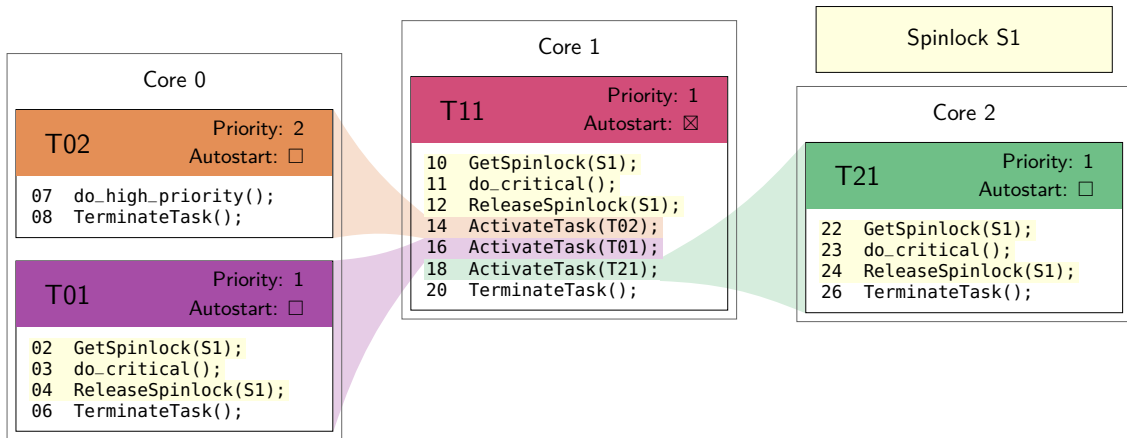 Core 0
T02
Priority: 2
Autostart: ☐
07 do_high_priority();
08 TerminateTask();
T01
Priority: 1
Autostart: ☐
02 GetSpinlock(S1);
03 do_critical();
04 ReleaseSpinlock(S1);
06 TerminateTask();
Core 1
T11
Priority: 1
Autostart: ☒
10 GetSpinlock(S1);
11 do_critical();
12 ReleaseSpinlock(S1);
14 ActivateTask(T02);
16 ActivateTask(T01);
18 ActivateTask(T21);
20 TerminateTask();
Spinlock S1
Core 2
T21
Priority: 1
Autostart: ☐
22 GetSpinlock(S1);
23 do_critical();
24 ReleaseSpinlock(S1);
26 TerminateTask();